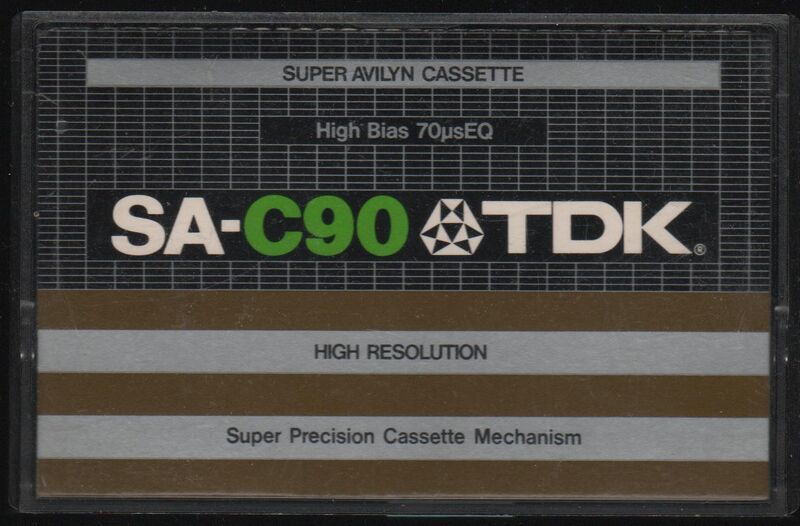 SUPER AVILYN CASSETTE
High Bias 70µsEQ
SA-C90 TDK®
HIGH RESOLUTION
Super Precision Cassette Mechanism